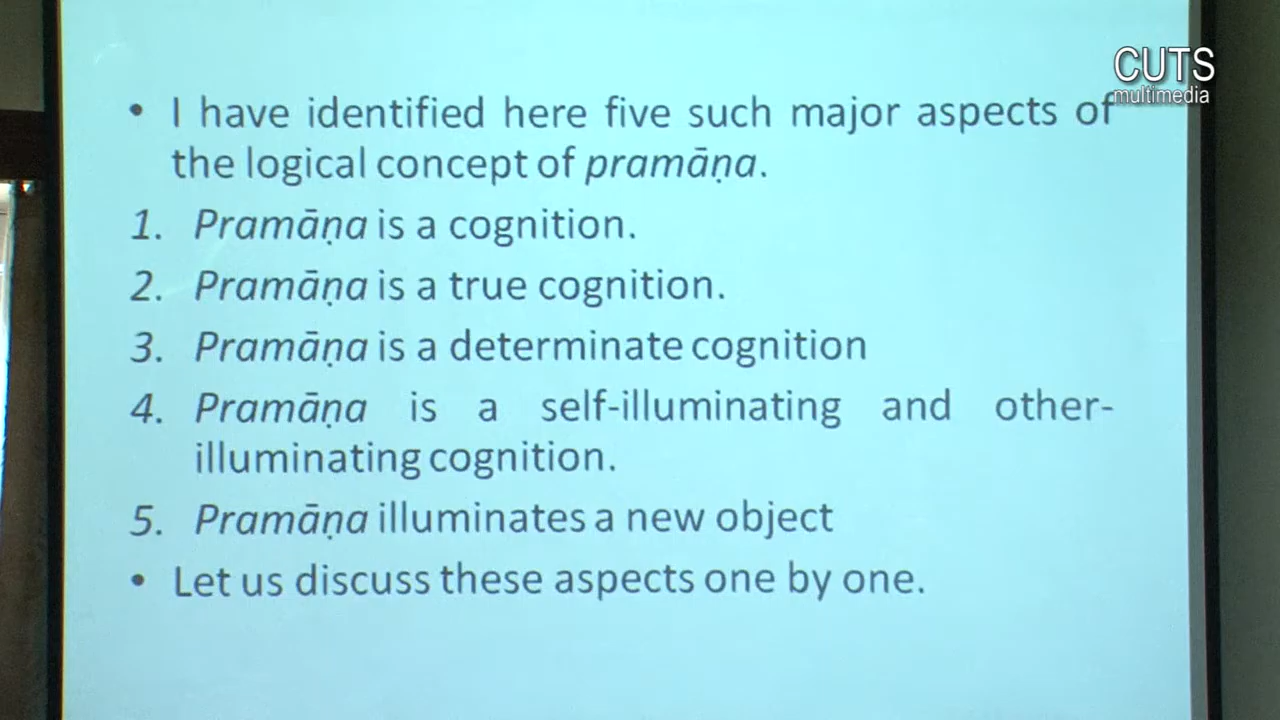 CUTS
multimedia
• I have identified here five such major aspects of
the logical concept of pramāṇa.
1. Pramāṇa is a cognition.
2. Pramāṇa is a true cognition.
3. Pramāṇa is a determinate cognition
4. Pramāṇa is a self-illuminating and other-
illuminating cognition.
5. Pramāṇa illuminates a new object
• Let us discuss these aspects one by one.